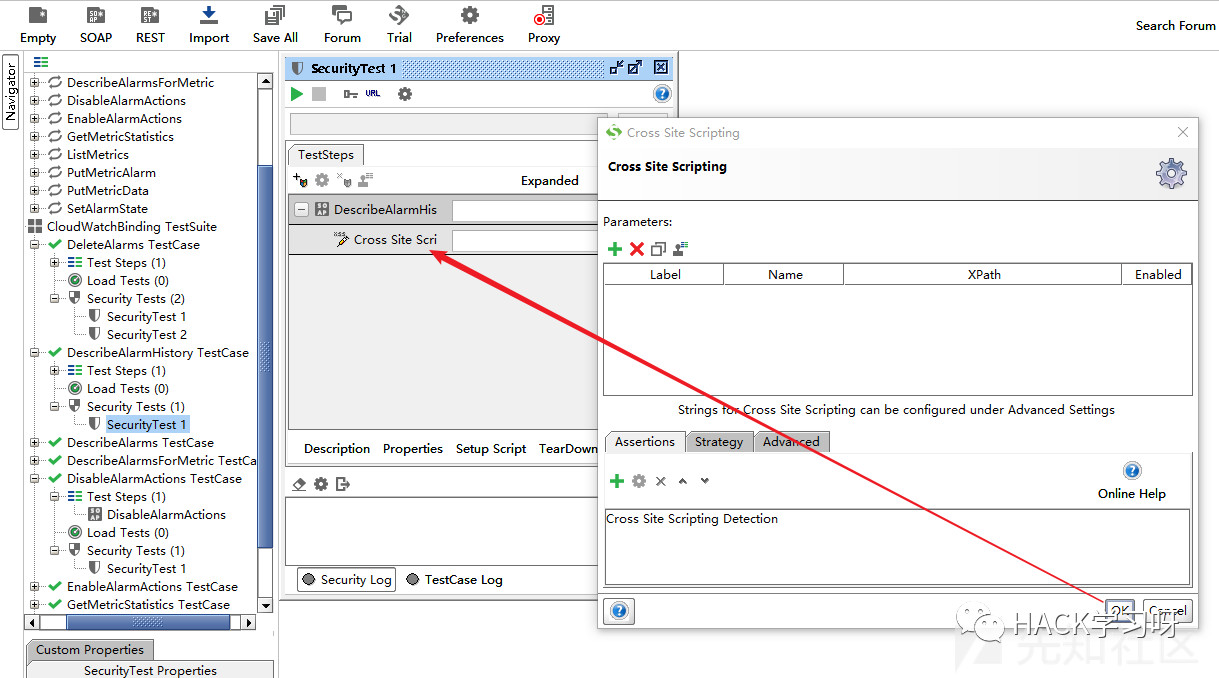 Empty
SOAP
REST
Import
Save All
Forum
Trial
Preferences
Proxy
Search Forum
Navigator
DescribeAlarmsForMetric
DisableAlarmActions
EnableAlarmActions
GetMetricStatistics
ListMetrics
PutMetricAlarm
PutMetricData
SetAlarmState
CloudWatchBinding TestSuite
DeleteAlarms TestCase
Test Steps (1)
Load Tests (0)
Security Tests (2)
SecurityTest 1
SecurityTest 2
DescribeAlarmHistory TestCase
Test Steps (1)
Load Tests (0)
Security Tests (1)
SecurityTest 1
DescribeAlarms TestCase
DescribeAlarmsForMetric TestCa
DisableAlarmActions TestCase
Test Steps (1)
DisableAlarmActions
Load Tests (0)
Security Tests (1)
SecurityTest 1
EnableAlarmActions TestCase
GetMetricStatistics TestCase
Custom Properties
SecurityTest Properties
SecurityTest 1
URL
TestSteps
Expanded
DescribeAlarmHis
Cross Site Scri
Description
Properties
Setup Script
TearDown
Security Log
TestCase Log
Cross Site Scripting
Cross Site Scripting
Parameters:
Label
Name
XPath
Enabled
Strings for Cross Site Scripting can be configured under Advanced Settings
Assertions
Strategy
Advanced
Online Help
Cross Site Scripting Detection
OK
Cancel
HACK学习呀
先知社区